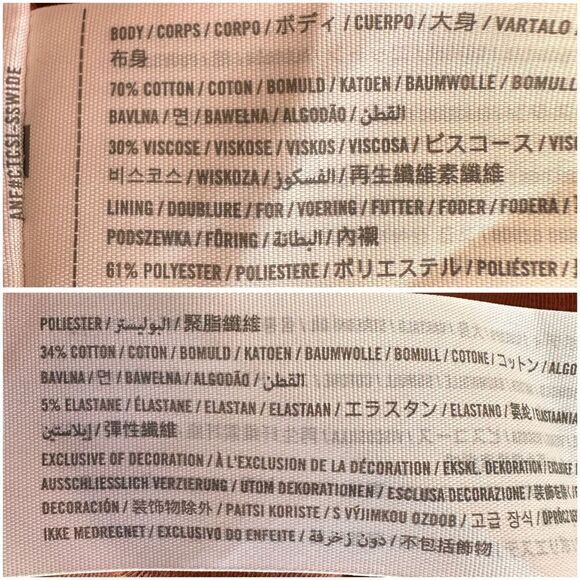 BODY / CORPS / CORPO / ボディ / CUERPO / 大身 / VARTALO
布身
70% COTTON / COTON / BOMULD / KATOEN / BAUMWOLLE / BOMULL
BAVLNA / 면 / BAWEŁNA / ALGODÃO / القطن
30% VISCOSE / VISKOSE / VISKOS / VISCOSA / ビスコース /
비스코스 / WISKOZA / الفسكوز / 再生纖維素纖維
LINING / DOUBLURE / FOR / VOERING / FUTTER / FODER / FODERA /
PODSZEWKA / FÔRING / البطانة / 內襯
61% POLYESTER / POLIESTERE / ポリエステル / POLIÉSTER /
POLIESTER / البوليستر / 聚脂纖維
34% COTTON / COTON / BOMULD / KATOEN / BAUMWOLLE / BOMULL / COTONE / コットン / ALGO
BAVLNA / 면 / BAWEŁNA / ALGODÃO / القطن
5% ELASTANE / ÉLASTANE / ELASTAN / ELASTAAN / エラスタン / ELASTANO / 氨纶 / ELASTAANIA
إيلاستين / 彈性纖維
EXCLUSIVE OF DECORATION / À L'EXCLUSION DE LA DÉCORATION / EKSKL. DEKORATION /
AUSSCHLIESSLICH VERZIERUNG / UTOM DEKORATIONEN / ESCLUSA DECORAZIONE /
DECORACIÓN / 装饰物除外 / PAITSI KORISTE / S VÝJIMKOU OZDOB / 고급 장식 /
IKKE MEDREGNET / EXCLUSIVO DO ENFEITE / دون زخرفة / 不包括飾物